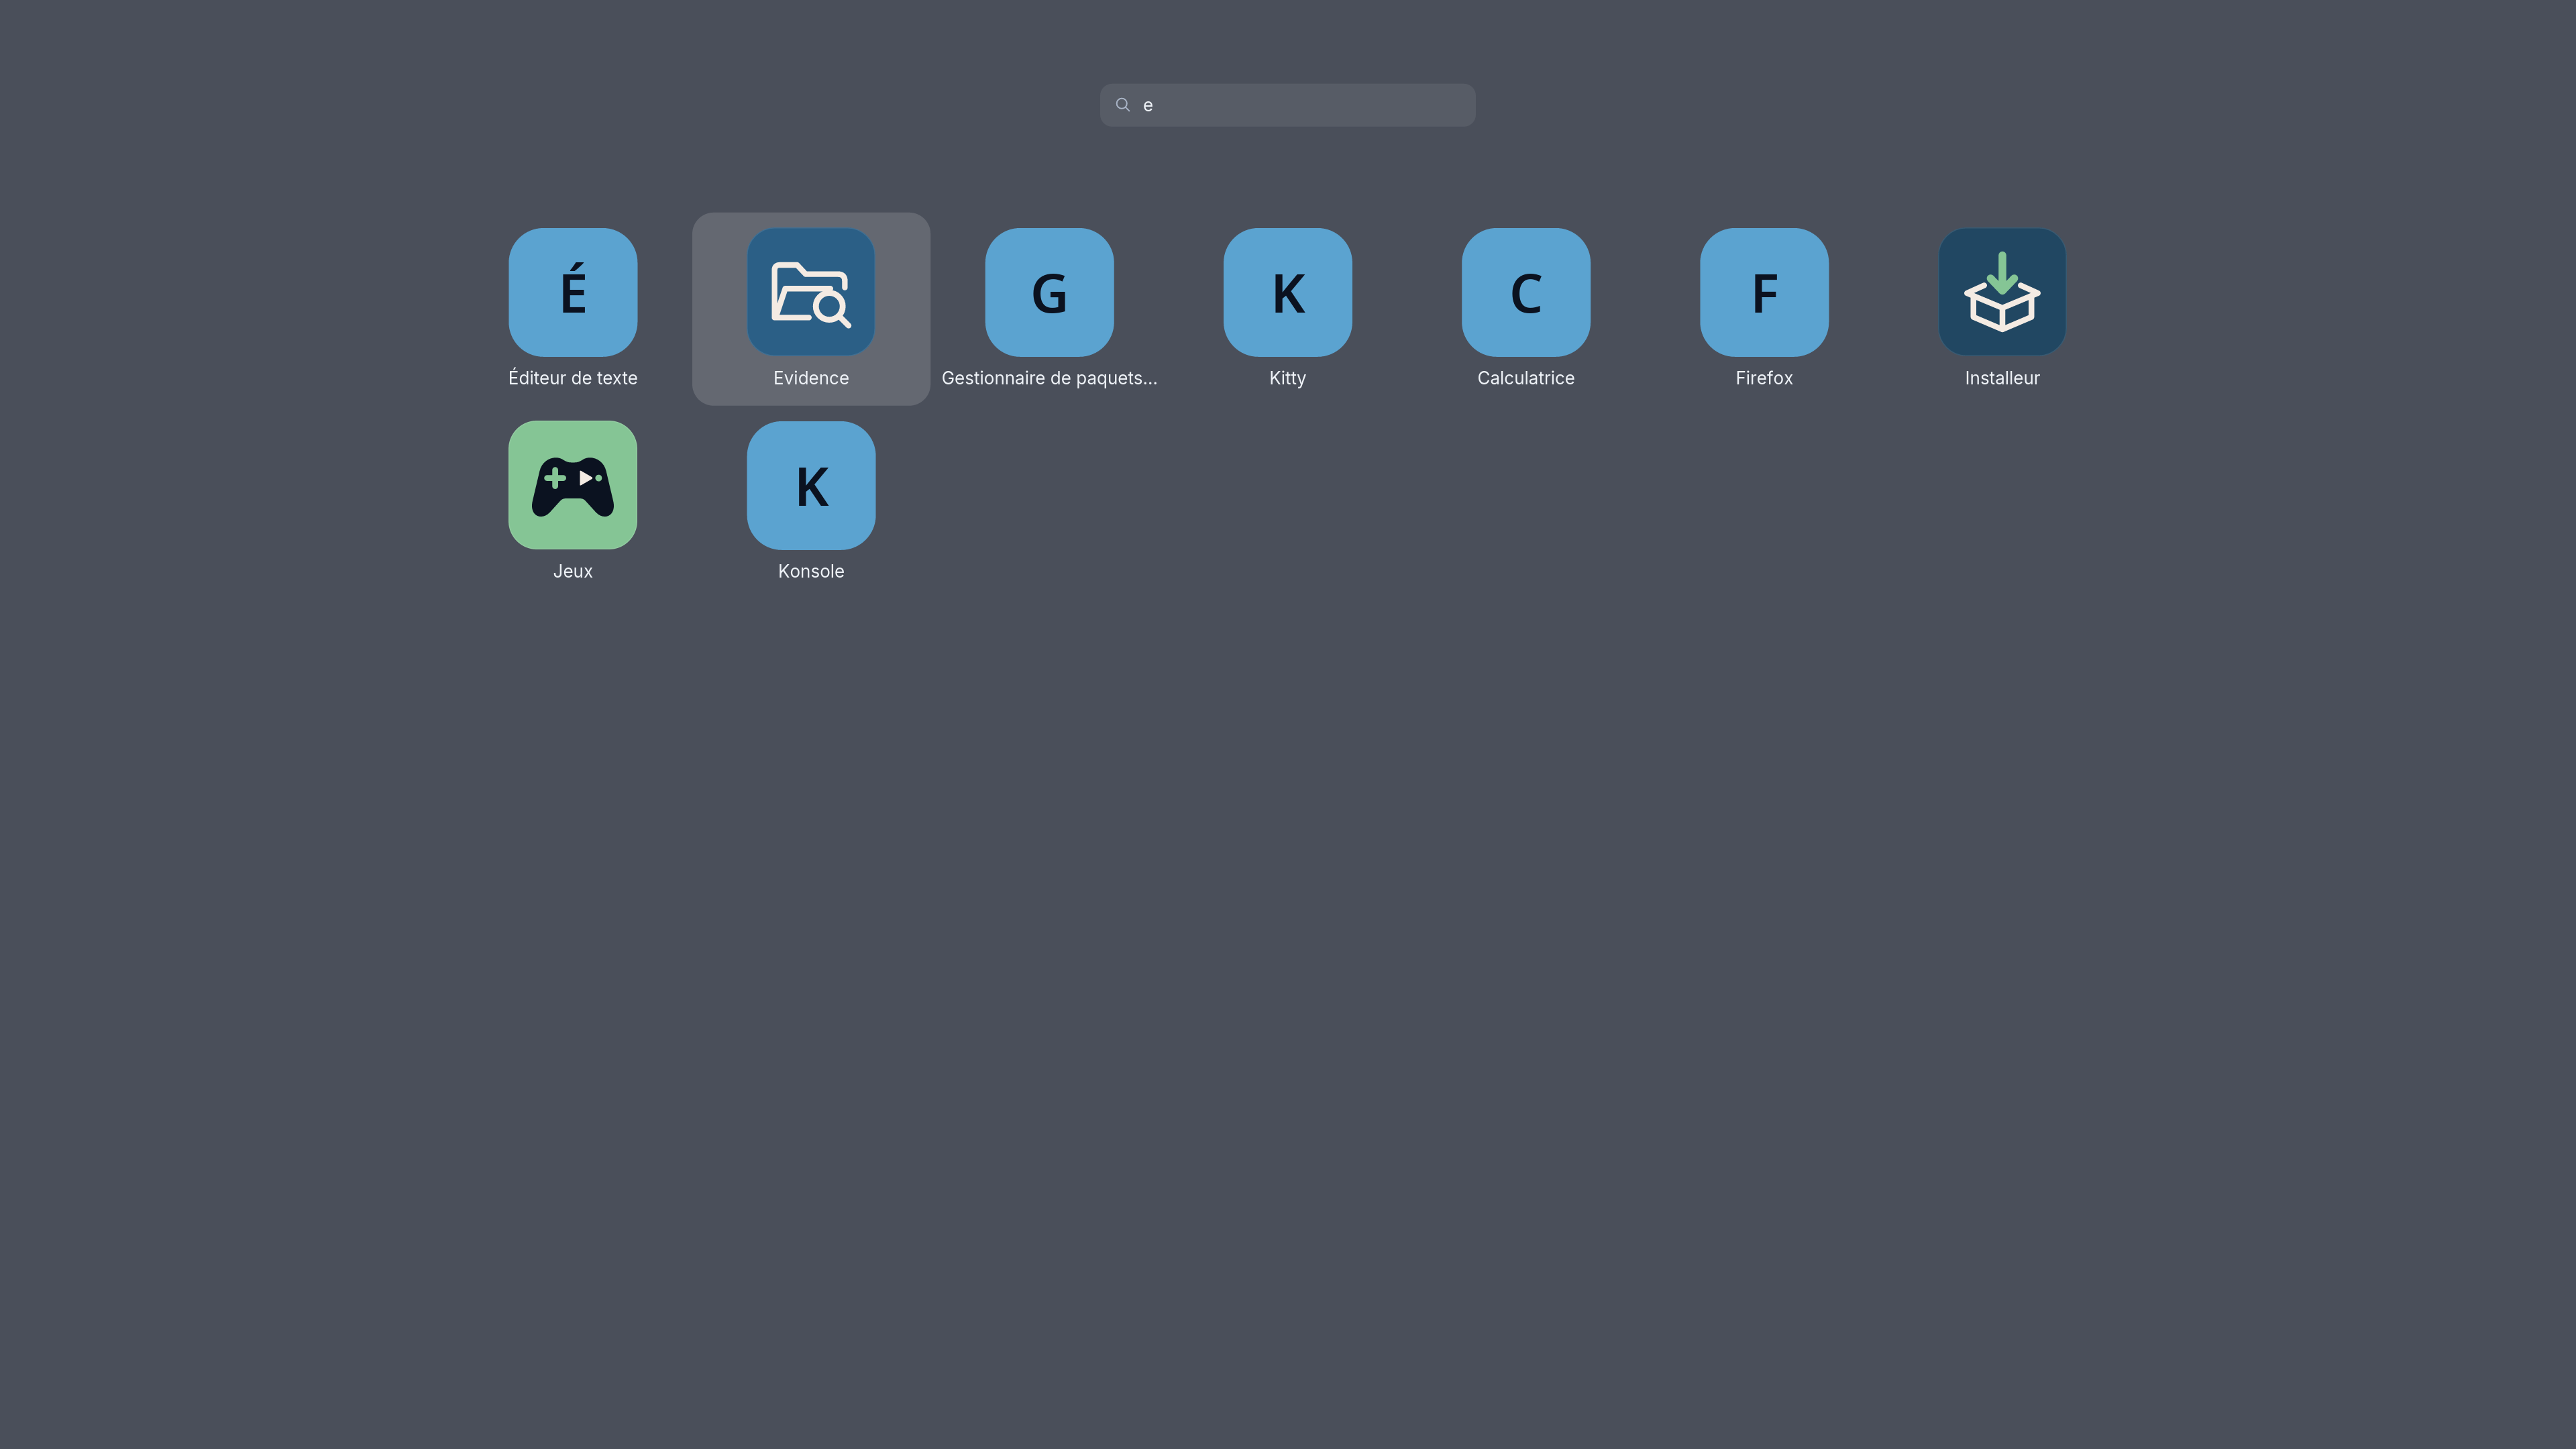 e
É
G
K
C
F
Éditeur de texte
Evidence
Gestionnaire de paquets...
Kitty
Calculatrice
Firefox
Installeur
K
Jeux
Konsole